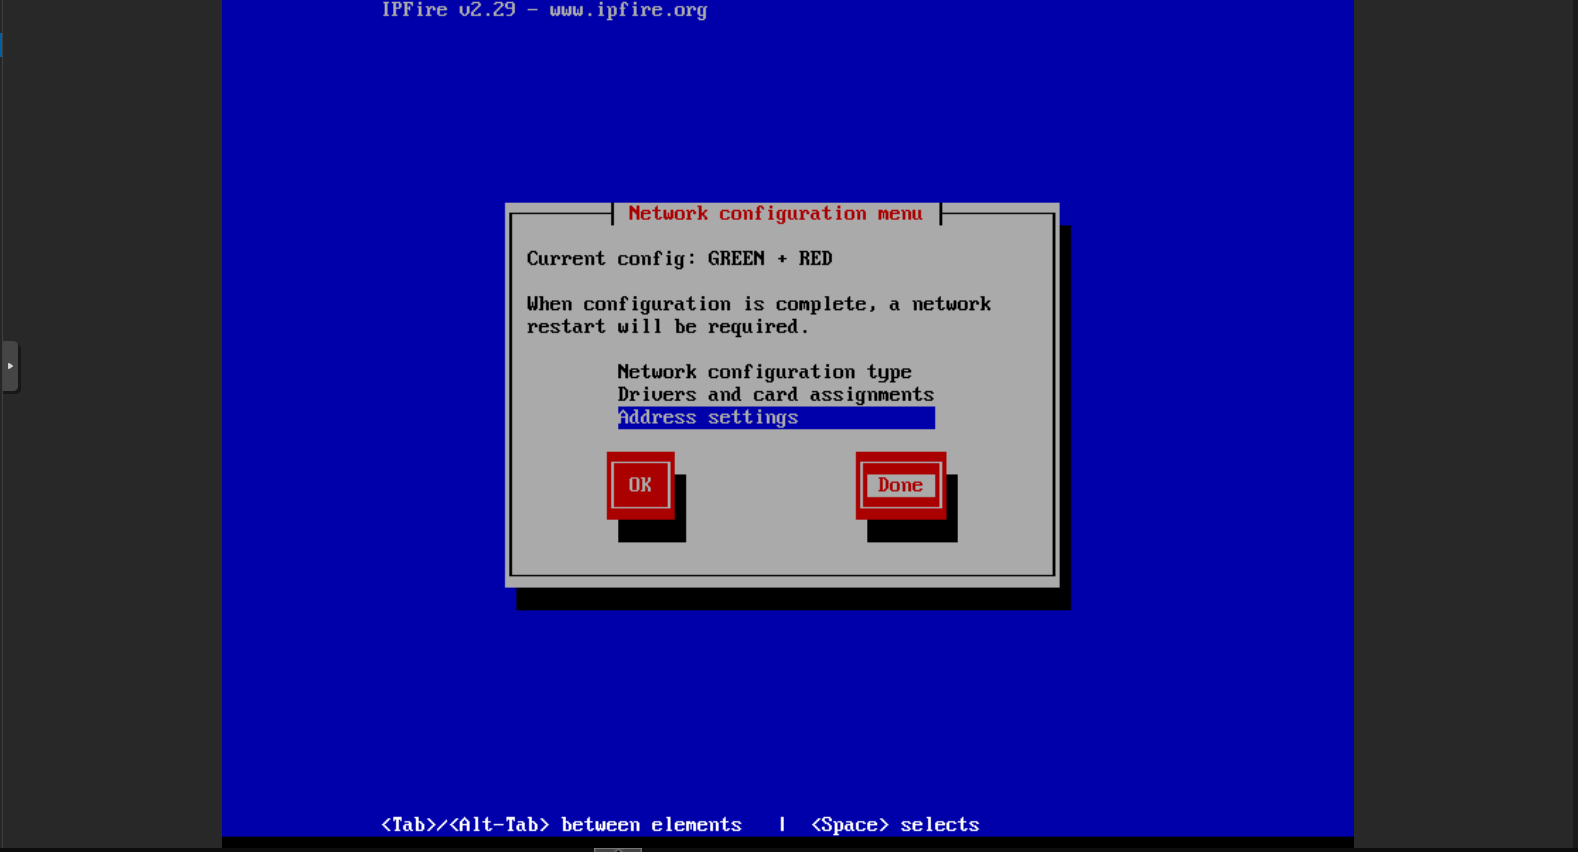 IPFire v2.29 - www.ipfire.org
Network configuration menu
Current config: GREEN + RED
When configuration is complete, a network
restart will be required.
Network configuration type
Drivers and card assignments
Address settings
OK
Done
<Tab>/<Alt-Tab> between elements | <Space> selects